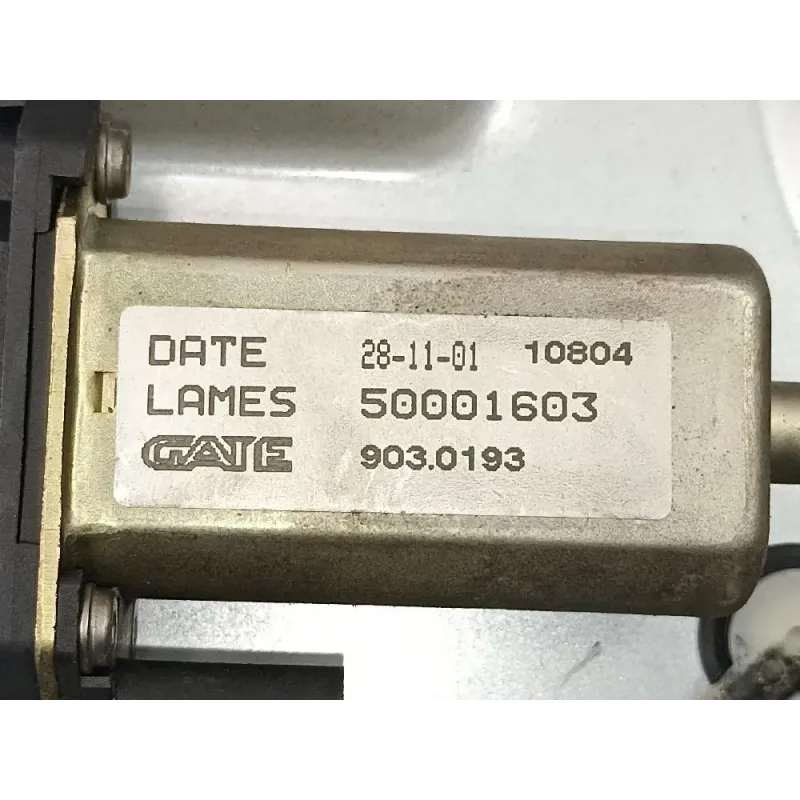 DATE 28-11-01 10804
LAMES 50001603
GATE 903.0193